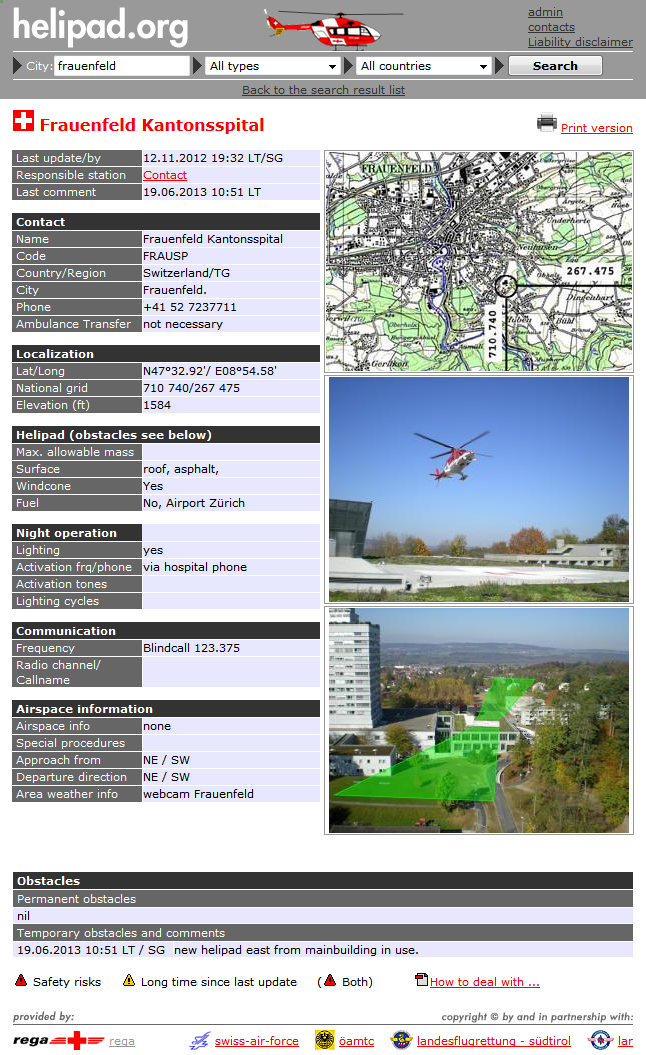 helipad.org
admin
contacts
Liability disclaimer
City: frauenfeld All types All countries Search
Back to the search result list
Frauenfeld Kantonsspital
Print version
Last update/by 12.11.2012 19:32 LT/SG
Responsible station Contact
Last comment 19.06.2013 10:51 LT
Contact
Name Frauenfeld Kantonsspital
Code FRAUSP
Country/Region Switzerland/TG
City Frauenfeld.
Phone +41 52 7237711
Ambulance Transfer not necessary
Localization
Lat/Long N47°32.92'/ E08°54.58'
National grid 710 740/267 475
Elevation (ft) 1584
Helipad (obstacles see below)
Max. allowable mass
Surface roof, asphalt,
Windcone Yes
Fuel No, Airport Zürich
Night operation
Lighting yes
Activation frq/phone via hospital phone
Activation tones
Lighting cycles
Communication
Frequency Blindcall 123.375
Radio channel/
Callname
Airspace information
Airspace info none
Special procedures
Approach from NE / SW
Departure direction NE / SW
Area weather info webcam Frauenfeld
FRAUENFELD
Huben
Bühl
Dingenhart
Gerlikon
267.475
710.740
Obstacles
Permanent obstacles
nil
Temporary obstacles and comments
19.06.2013 10:51 LT / SG new helipad east from mainbuilding in use.
Safety risks Long time since last update ( Both) How to deal with ...
provided by: copyright © by and in partnership with:
rega rega swiss-air-force öamtc landesflugrettung - südtirol lar